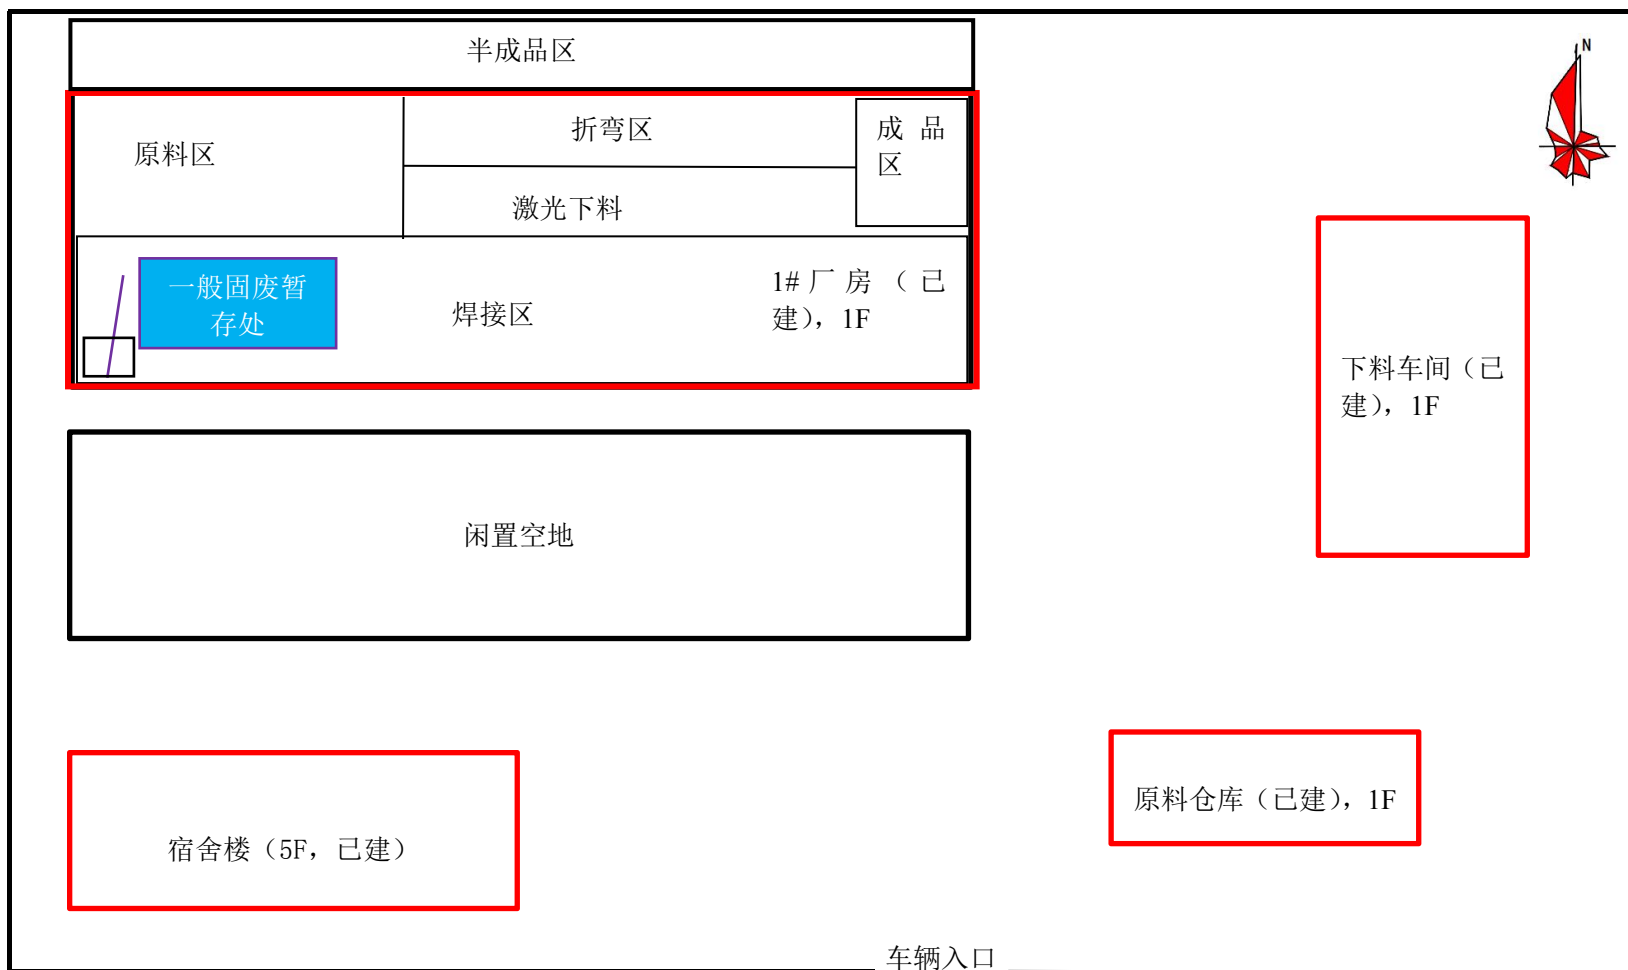 半成品区
N
原料区
折弯区
成 品
区
激光下料
一般固废暂
存处
焊接区
1# 厂 房 （ 已
建），1F
下料车间（已
建），1F
闲置空地
原料仓库（已建），1F
宿舍楼（5F，已建）
车辆入口